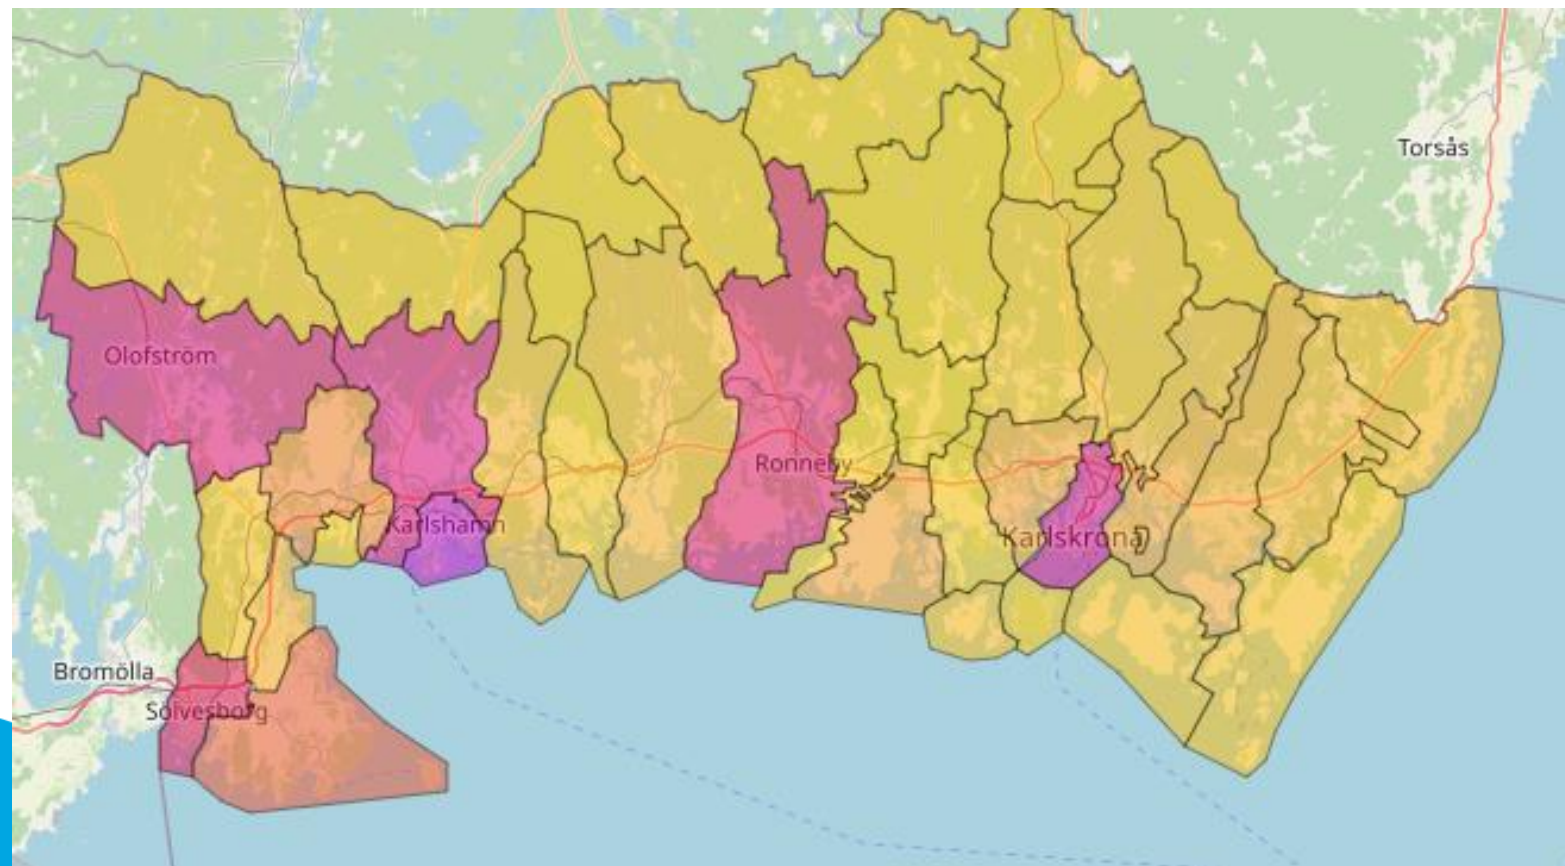 Torsås
Olofström
Ronneby
Karlshamn
Karlskrona
Bromölla
Sölvesborg